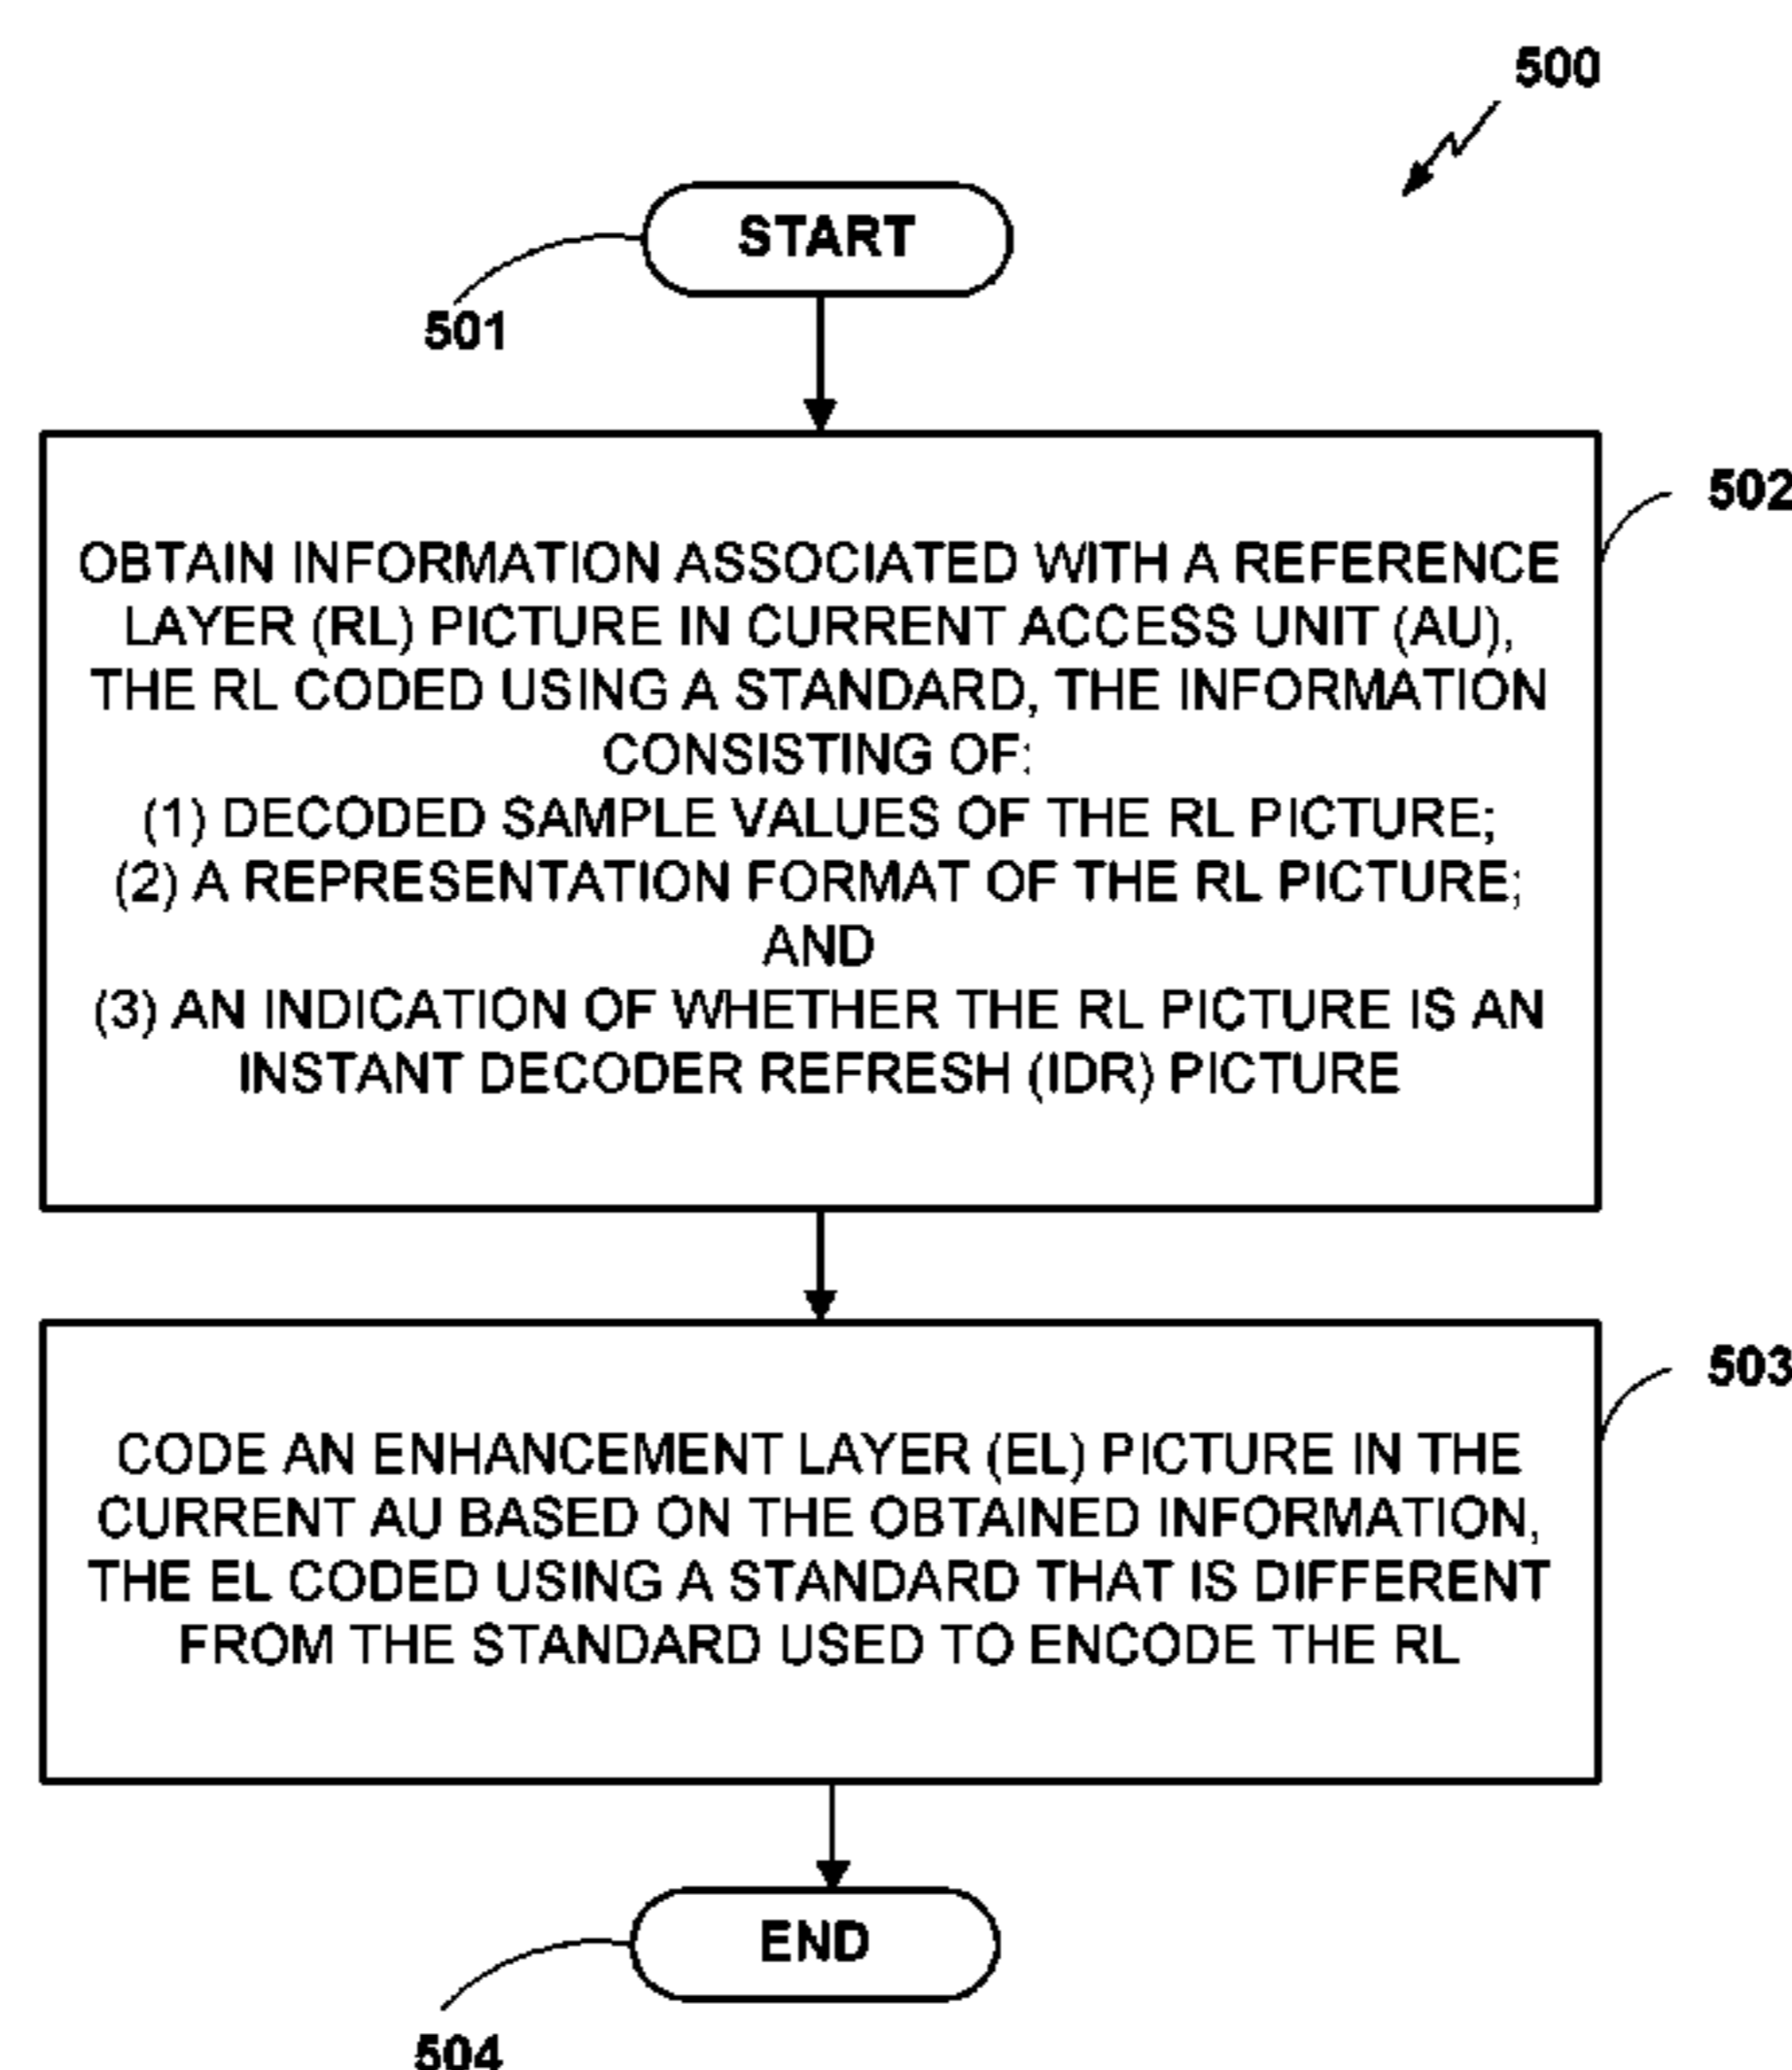 500
START
501
502
OBTAIN INFORMATION ASSOCIATED WITH A REFERENCE
LAYER (RL) PICTURE IN CURRENT ACCESS UNIT (AU),
THE RL CODED USING A STANDARD, THE INFORMATION
CONSISTING OF:
(1) DECODED SAMPLE VALUES OF THE RL PICTURE;
(2) A REPRESENTATION FORMAT OF THE RL PICTURE;
AND
(3) AN INDICATION OF WHETHER THE RL PICTURE IS AN
INSTANT DECODER REFRESH (IDR) PICTURE
503
CODE AN ENHANCEMENT LAYER (EL) PICTURE IN THE
CURRENT AU BASED ON THE OBTAINED INFORMATION,
THE EL CODED USING A STANDARD THAT IS DIFFERENT
FROM THE STANDARD USED TO ENCODE THE RL
END
504